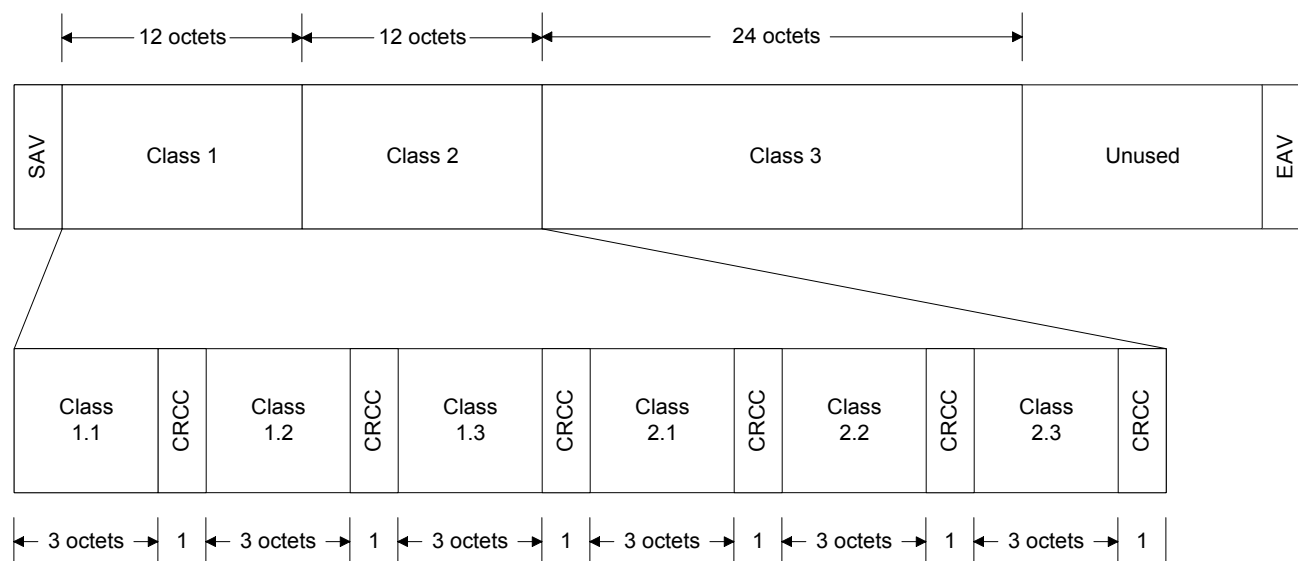 12 octets 12 octets 24 octets
SAV Class 1 Class 2 Class 3 Unused EAV
Class 1.1 CRCC Class 1.2 CRCC Class 1.3 CRCC Class 2.1 CRCC Class 2.2 CRCC Class 2.3 CRCC
3 octets 1 3 octets 1 3 octets 1 3 octets 1 3 octets 1 3 octets 1